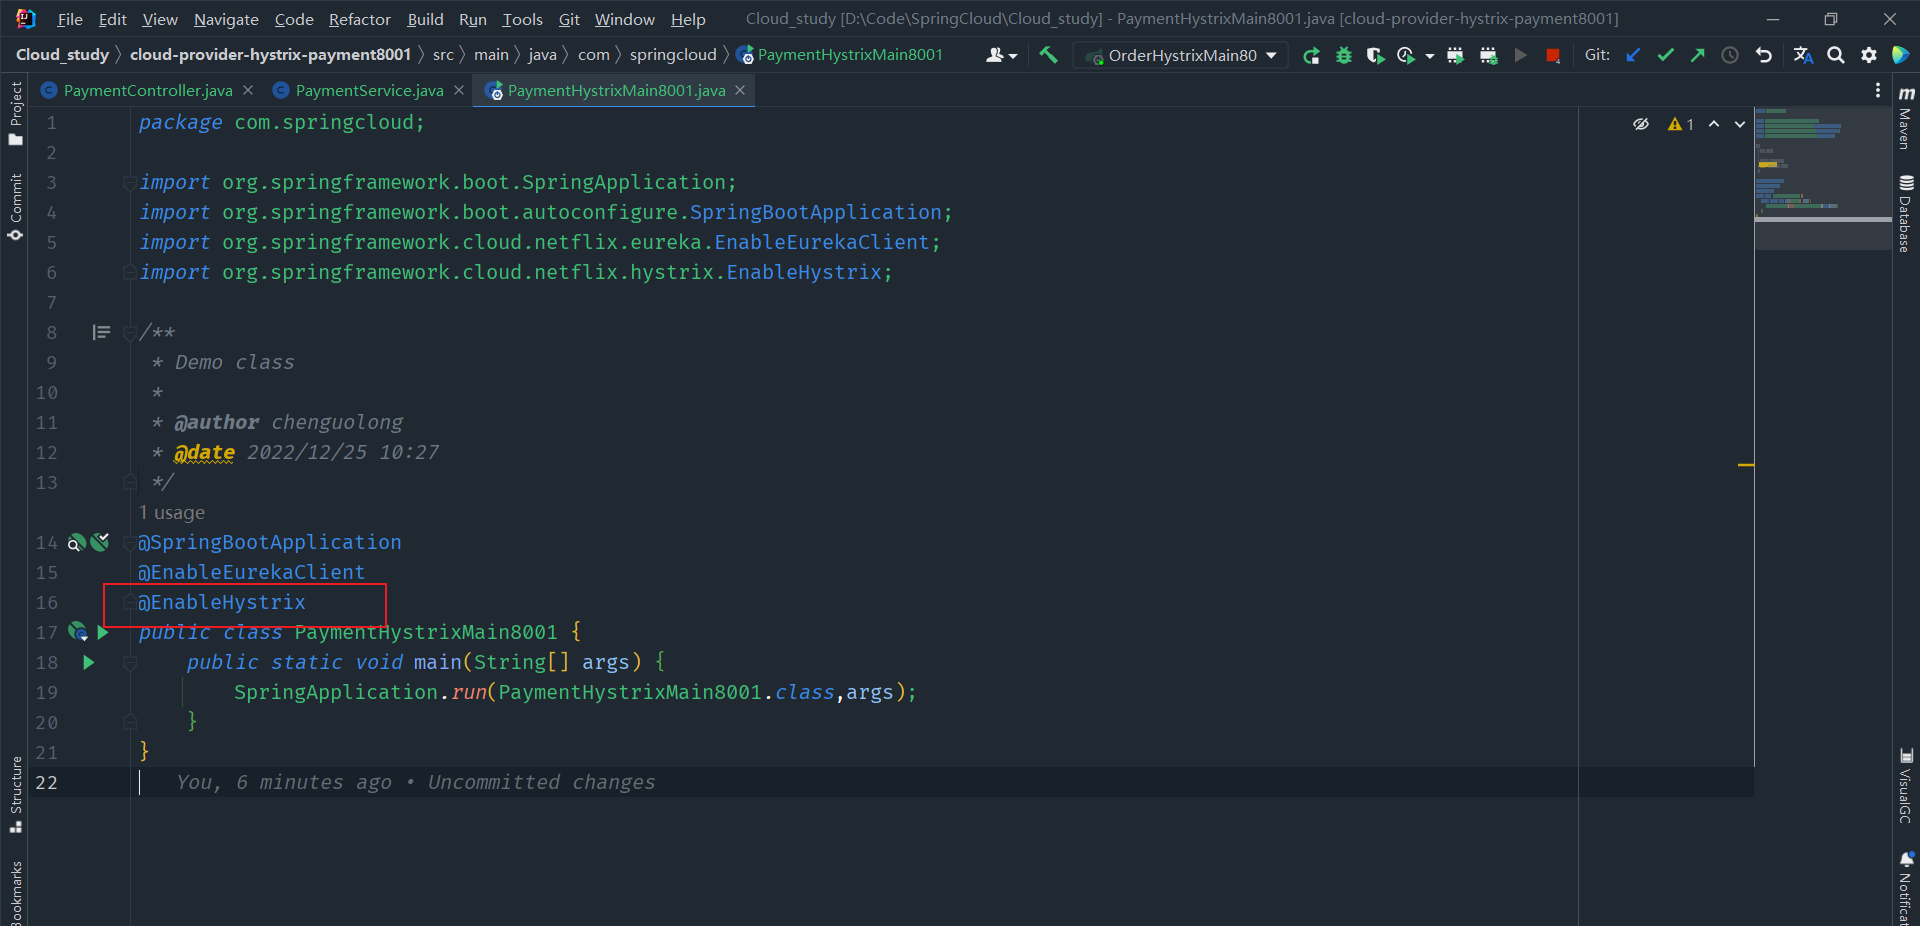 File Edit View Navigate Code Refactor Build Run Tools Git Window Help Cloud_study [D:\Code\SpringCloud\Cloud_study] - PaymentHystrixMain8001.java [cloud-provider-hystrix-payment8001]
Cloud_study 〉 cloud-provider-hystrix-payment8001 〉 src 〉 main 〉 java 〉 com 〉 springcloud 〉 PaymentHystrixMain8001 OrderHystrixMain80 Git:
PaymentController.java PaymentService.java PaymentHystrixMain8001.java
1 package com.springcloud; 1
2
3 import org.springframework.boot.SpringApplication;
4 import org.springframework.boot.autoconfigure.SpringBootApplication;
5 import org.springframework.cloud.netflix.eureka.EnableEurekaClient;
6 import org.springframework.cloud.netflix.hystrix.EnableHystrix;
7
8 /**
9 * Demo class
10 *
11 * @author chenguolong
12 * @date 2022/12/25 10:27
13 */
1 usage
14 @SpringBootApplication
15 @EnableEurekaClient
16 @EnableHystrix
17 public class PaymentHystrixMain8001 {
18 public static void main(String[] args) {
19 SpringApplication.run(PaymentHystrixMain8001.class,args);
20 }
21 }
22 You, 6 minutes ago • Uncommitted changes
Project
Commit
Structure
Bookmarks
m Maven
Database
VisualGC
Notificat